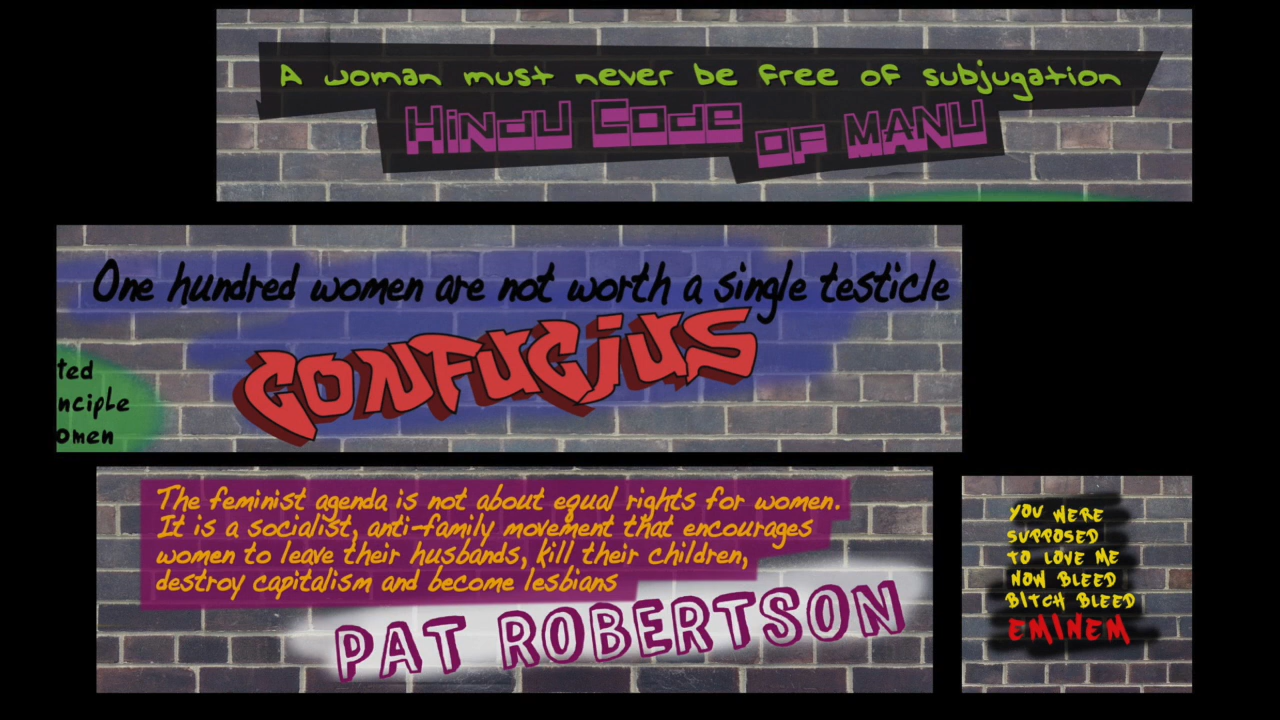 A woman must never be free of subjugation
Hindu Code OF MANU
One hundred women are not worth a single testicle
CONFUCIUS
ted
nciple
omen
The feminist agenda is not about equal rights for women.
It is a socialist, anti-family movement that encourages
women to leave their husbands, kill their children,
destroy capitalism and become lesbians
PAT ROBERTSON
YOU WERE
SUPPOSED
TO LOVE ME
NOW BLEED
BITCH BLEED
EMINEM